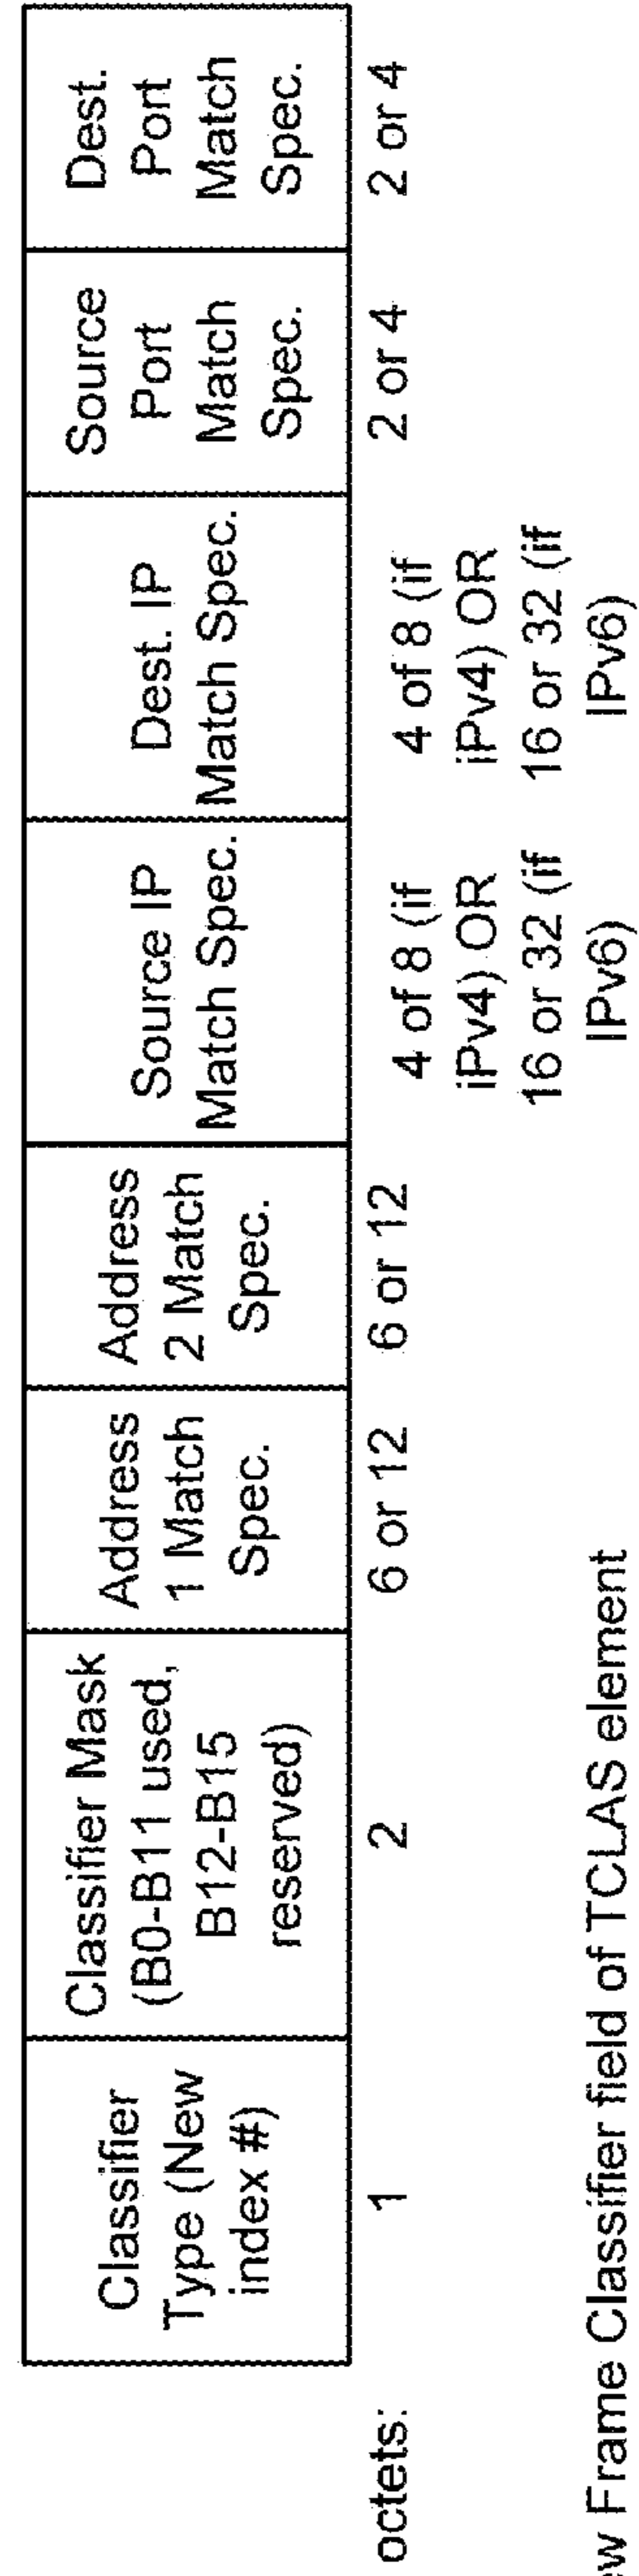 Classifier
Type (New
index #)
Classifier Mask
(B0-B11 used,
B12-B15
reserved)
Address
1 Match
Spec.
Address
2 Match
Spec.
Source IP
Match Spec.
Dest. IP
Match Spec.
Source
Port
Match
Spec.
Dest.
Port
Match
Spec.
octets:
1
2
6 or 12
6 or 12
4 of 8 (if
iPv4) OR
16 or 32 (if
IPv6)
4 of 8 (if
iPv4) OR
16 or 32 (if
IPv6)
2 or 4
2 or 4
Frame Classifier field of TCLAS element